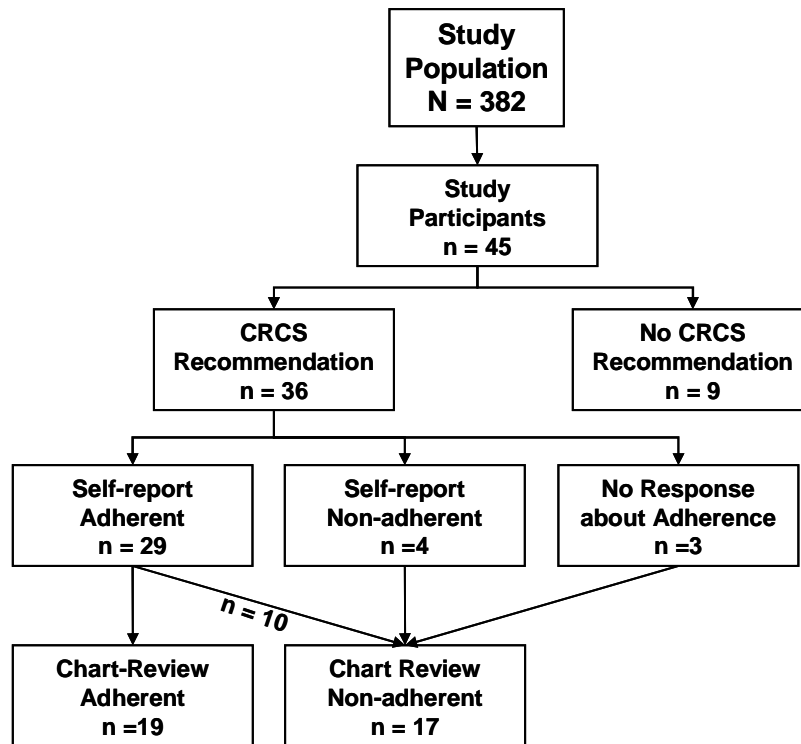 Study
Population
N = 382
Study
Participants
n = 45
CRCS
Recommendation
n = 36
No CRCS
Recommendation
n = 9
Self-report
Adherent
n = 29
Self-report
Non-adherent
n =4
No Response
about Adherence
n =3
n = 10
Chart-Review
Adherent
n =19
Chart Review
Non-adherent
n = 17